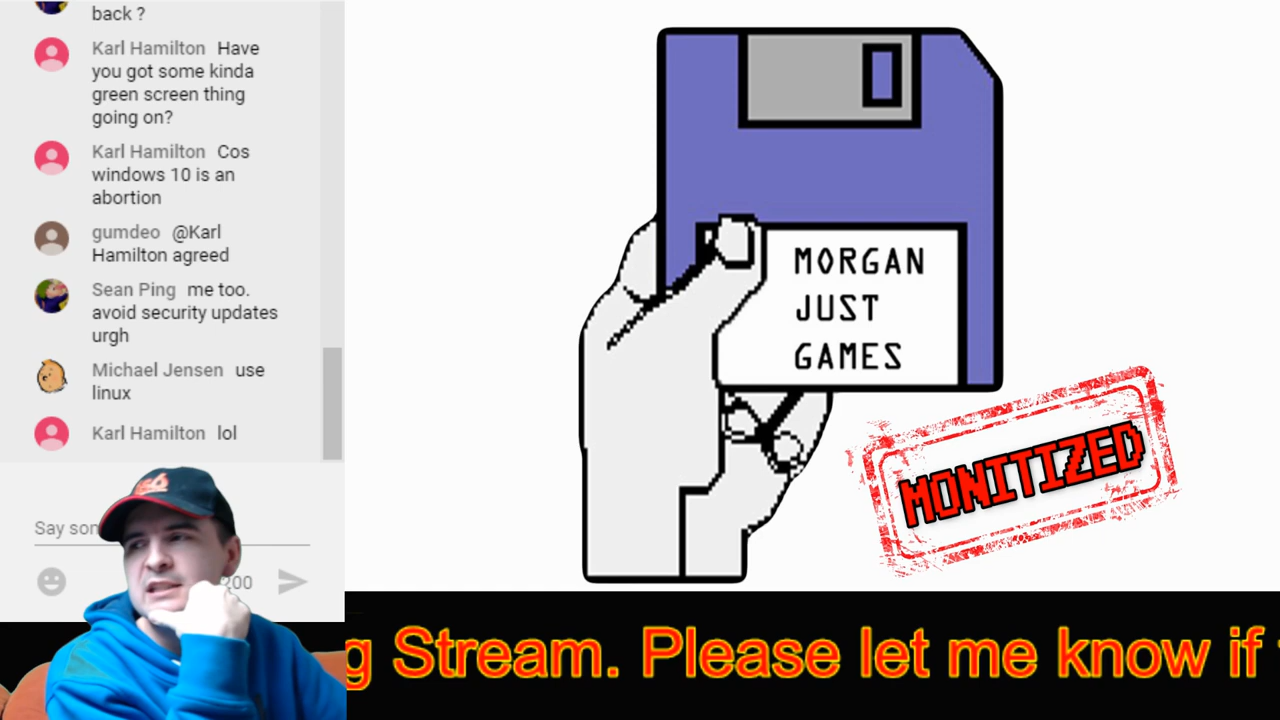 back ?
Karl Hamilton Have
you got some kinda
green screen thing
going on?
Karl Hamilton Cos
windows 10 is an
abortion
gumdeo @Karl
Hamilton agreed
Sean Ping me too.
avoid security updates
urgh
Michael Jensen use
linux
Karl Hamilton lol
Say
200
MORGAN
JUST
GAMES
MONITIZED
g Stream. Please let me know if